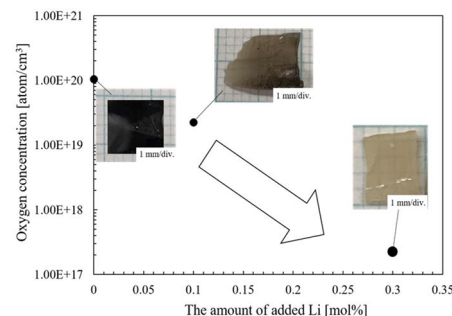 1.00E+21
1.00E+20
1.00E+19
1.00E+18
1.00E+17
Oxygen concentration [atom/cm³]
1 mm/div.
1 mm/div.
1 mm/div.
0 0.05 0.1 0.15 0.2 0.25 0.3 0.35
The amount of added Li [mol%]